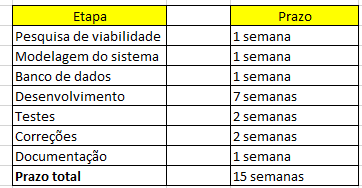 Etapa Prazo
Pesquisa de viabilidade 1 semana
Modelagem do sistema 1 semana
Banco de dados 1 semana
Desenvolvimento 7 semanas
Testes 2 semanas
Correções 2 semanas
Documentação 1 semana
Prazo total 15 semanas